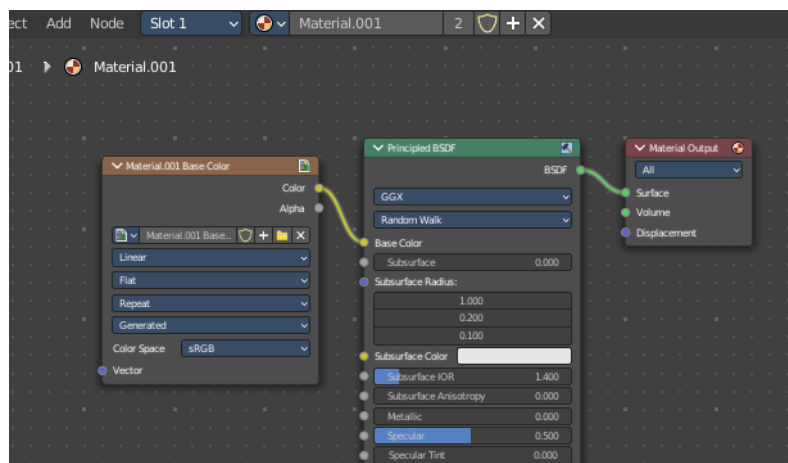 ect Add Node Slot 1 Material.001 2
01 Material.001
Material.001 Base Color
Color
Alpha
Material.001 Base...
Linear
Flat
Repeat
Generated
Color Space sRGB
Vector
Principled BSDF
BSDF
GGX
Random Walk
Base Color
Subsurface 0.000
Subsurface Radius:
1.000
0.200
0.100
Subsurface Color
Subsurface IOR 1.400
Subsurface Anisotropy 0.000
Metallic 0.000
Specular 0.500
Specular Tint 0.000
Material Output
All
Surface
Volume
Displacement